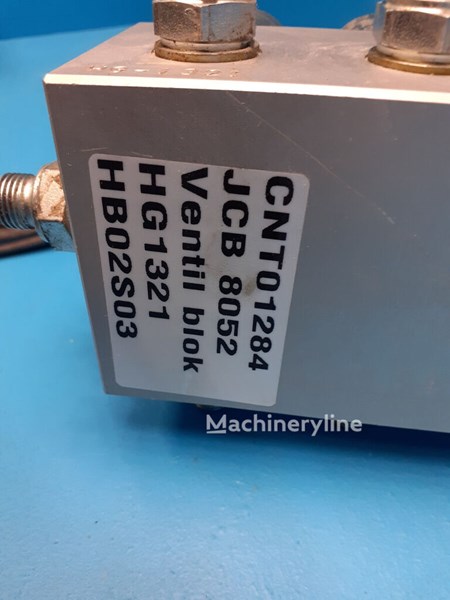 CNT01284
JCB 8052
Ventil blok
HG1321
HB02S03
Machineryline